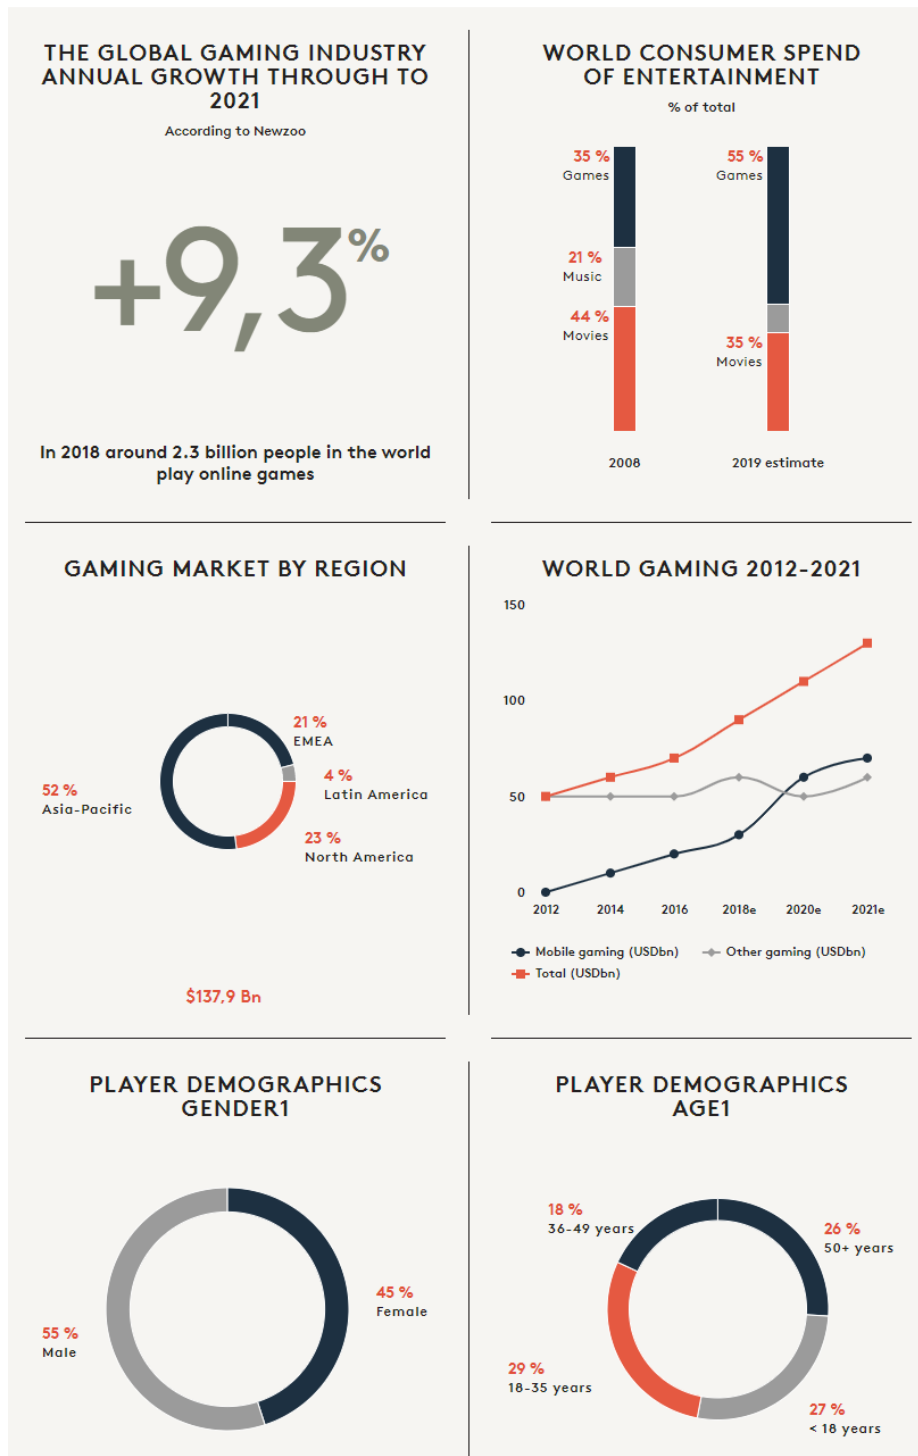 THE GLOBAL GAMING INDUSTRY
ANNUAL GROWTH THROUGH TO
2021
According to Newzoo
+9,3%
In 2018 around 2.3 billion people in the world
play online games
WORLD CONSUMER SPEND
OF ENTERTAINMENT
% of total
35 %
Games
21 %
Music
44 %
Movies
2008
55 %
Games
35 %
Movies
2019 estimate
GAMING MARKET BY REGION
21 %
EMEA
4 %
Latin America
52 %
Asia-Pacific
23 %
North America
$137,9 Bn
WORLD GAMING 2012-2021
150
100
50
0
2012 2014 2016 2018e 2020e 2021e
Mobile gaming (USDbn) Other gaming (USDbn)
Total (USDbn)
PLAYER DEMOGRAPHICS
GENDER1
45 %
Female
55 %
Male
PLAYER DEMOGRAPHICS
AGE1
18 %
36-49 years
26 %
50+ years
29 %
18-35 years
27 %
< 18 years